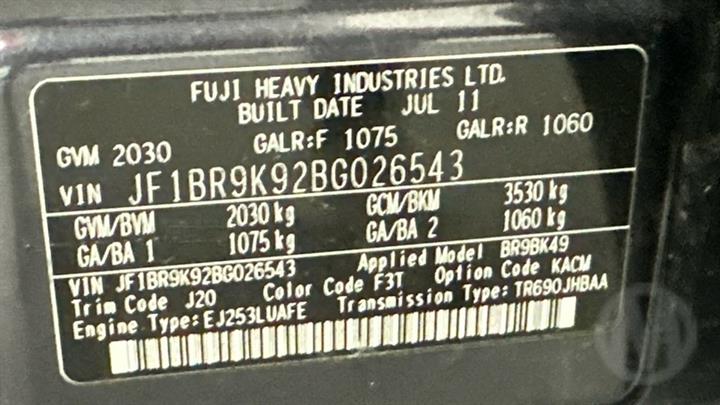 FUJI HEAVY INDUSTRIES LTD.
BUILT DATE JUL 11
GVM 2030 GALR:F 1075 GALR:R 1060
VIN JF1BR9K92BG026543
GVM/BVM 2030 kg GCM/BKM 3530 kg
GA/BA 1 1075 kg GA/BA 2 1060 kg
VIN JF1BR9K92BG026543 Applied Model BR9BK49
Trim Code J20 Color Code F3T Option Code KACM
Engine Type:EJ253LUAFE Transmission Type:TR690JHBAA
M